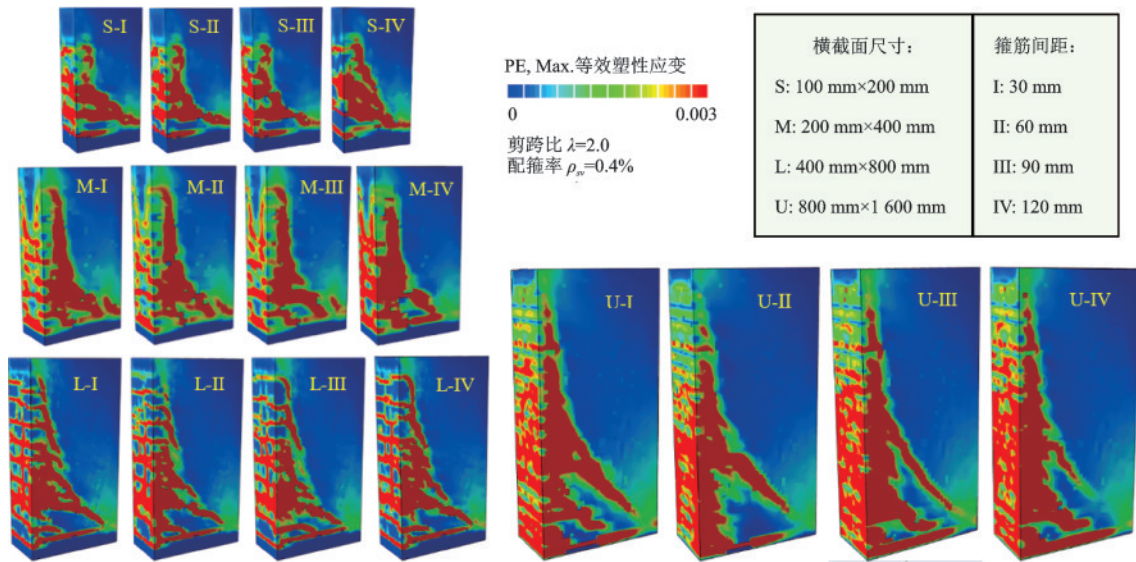 S-I
S-II
S-III
S-IV
M-I
M-II
M-III
M-IV
L-I
L-II
L-III
L-IV
PE, Max.等效塑性应变
0
0.003
剪跨比 λ=2.0
配箍率 ρsv=0.4%
横截面尺寸：
S: 100 mm×200 mm
M: 200 mm×400 mm
L: 400 mm×800 mm
U: 800 mm×1 600 mm
箍筋间距：
I: 30 mm
II: 60 mm
III: 90 mm
IV: 120 mm
U-I
U-II
U-III
U-IV